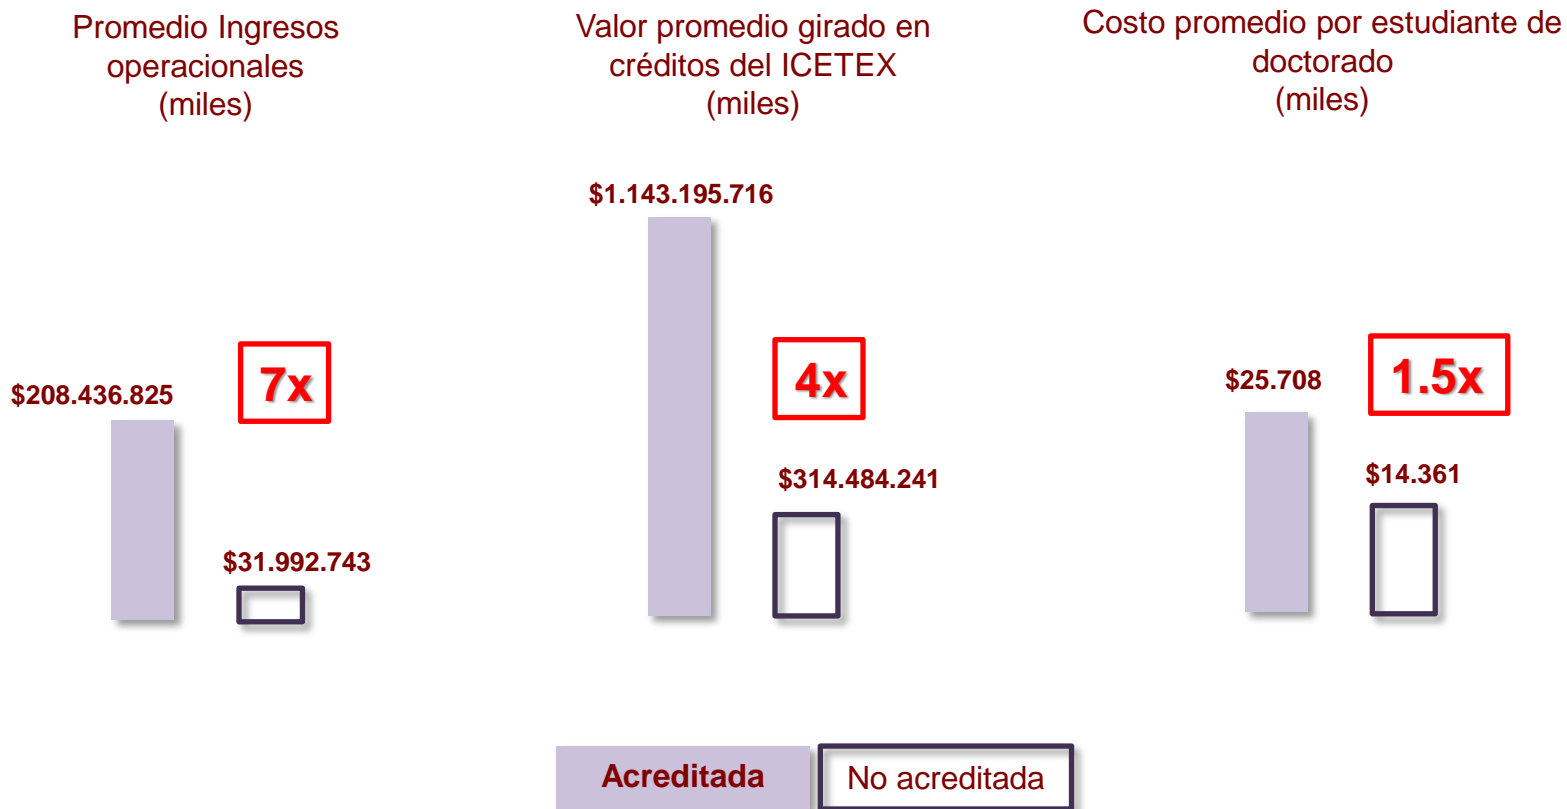 Promedio Ingresos
operacionales
(miles)
$208.436.825
7x
$31.992.743
Valor promedio girado en
créditos del ICETEX
(miles)
$1.143.195.716
4x
$314.484.241
Costo promedio por estudiante de
doctorado
(miles)
$25.708
1.5x
$14.361
Acreditada
No acreditada